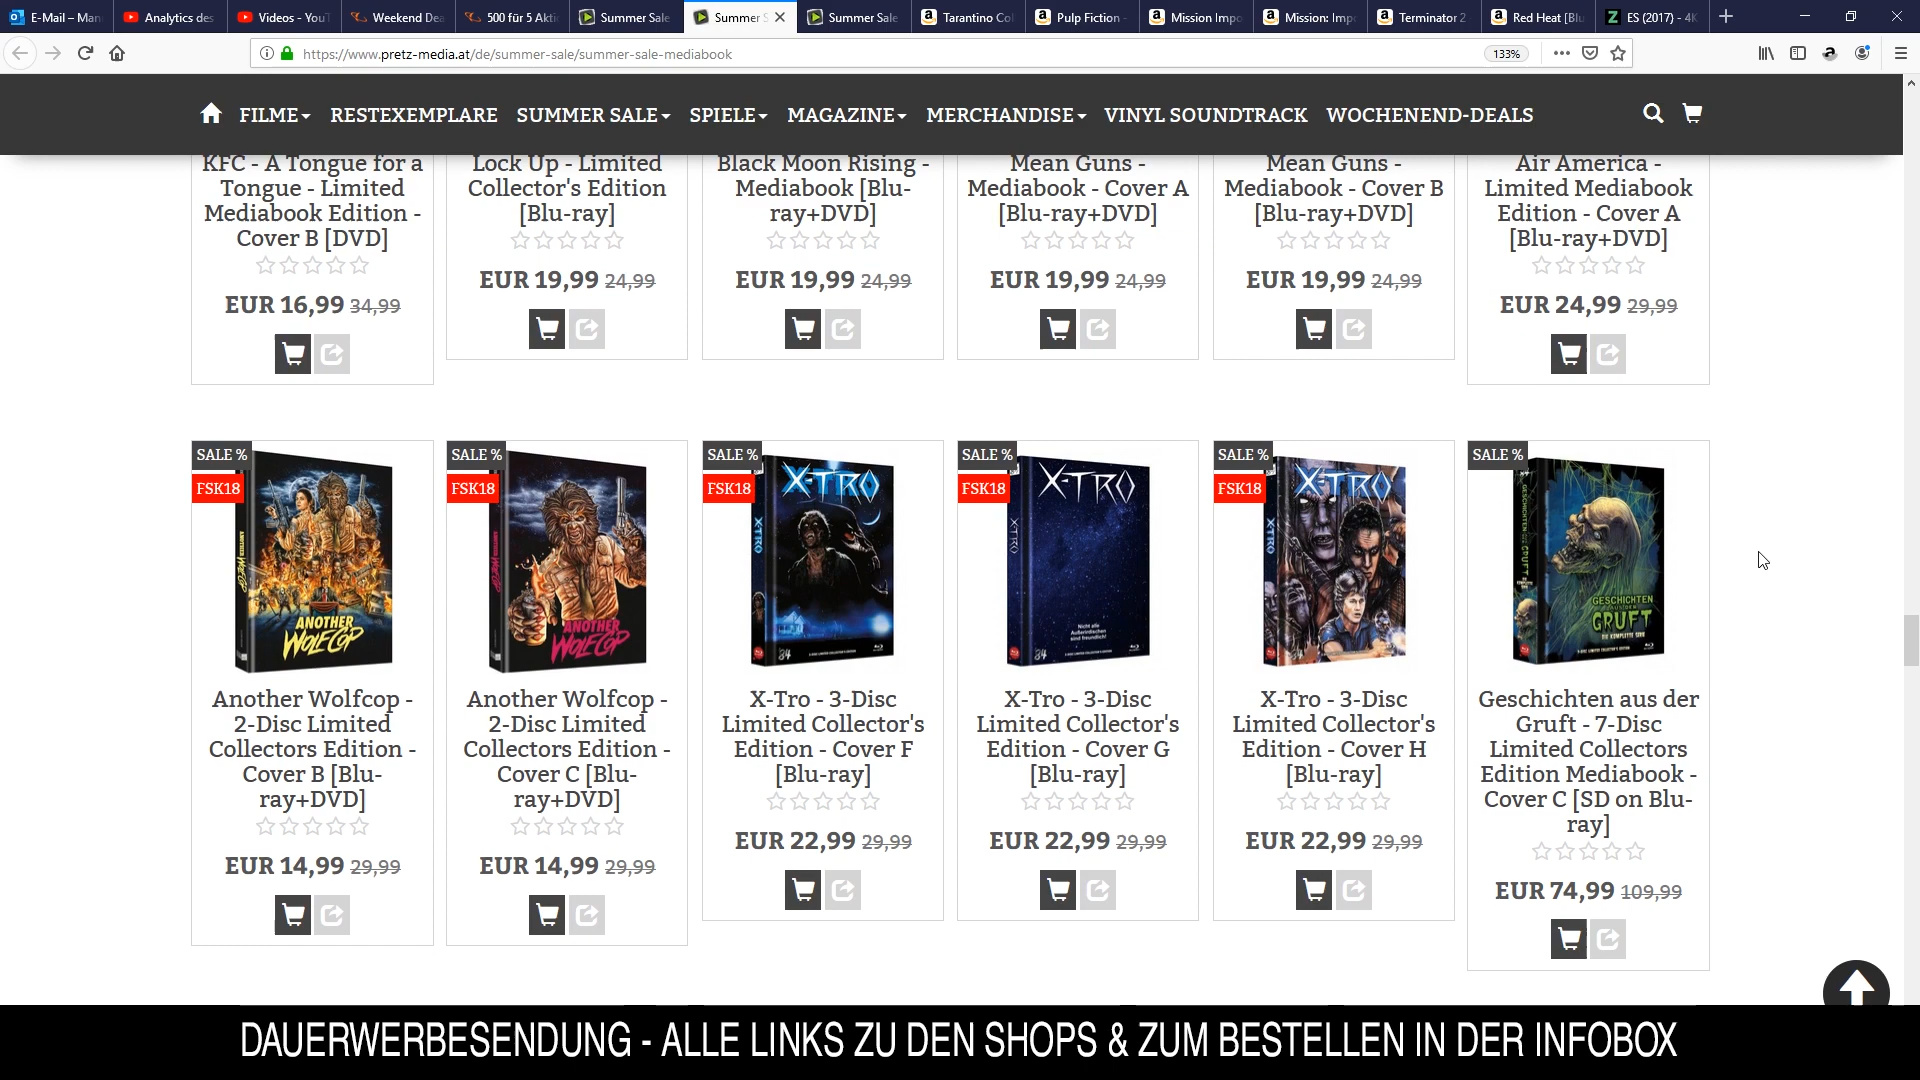 E-Mail – Man
Analytics des
Videos - YouT
Weekend Dea
500 für 5 Akti
Summer Sale
Summer S
Summer Sale
Tarantino Col
Pulp Fiction -
Mission Impo
Mission: Imp
Terminator 2
Red Heat [Blu
ES (2017) - 4K
https://www.pretz-media.at/de/summer-sale/summer-sale-mediabook
133%
FILME RESTEXEMPLARE SUMMER SALE SPIELE MAGAZINE MERCHANDISE VINYL SOUNDTRACK WOCHENEND-DEALS
KFC - A Tongue for a
Tongue - Limited
Mediabook Edition -
Cover B [DVD]
EUR 16,99 34,99
Lock Up - Limited
Collector's Edition
[Blu-ray]
EUR 19,99 24,99
Black Moon Rising -
Mediabook [Blu-
ray+DVD]
EUR 19,99 24,99
Mean Guns -
Mediabook - Cover A
[Blu-ray+DVD]
EUR 19,99 24,99
Mean Guns -
Mediabook - Cover B
[Blu-ray+DVD]
EUR 19,99 24,99
Air America -
Limited Mediabook
Edition - Cover A
[Blu-ray+DVD]
EUR 24,99 29,99
SALE %
FSK18
ANOTHER
WOLFCOP
Another Wolfcop -
2-Disc Limited
Collectors Edition -
Cover B [Blu-
ray+DVD]
EUR 14,99 29,99
SALE %
FSK18
ANOTHER
WOLFCOP
Another Wolfcop -
2-Disc Limited
Collectors Edition -
Cover C [Blu-
ray+DVD]
EUR 14,99 29,99
SALE %
FSK18
X-TRO
X-TRO
X-Tro - 3-Disc
Limited Collector's
Edition - Cover F
[Blu-ray]
EUR 22,99 29,99
SALE %
FSK18
X-TRO
X-TRO
Nicht alle
Außerirdischen
sind freundlich!
X-Tro - 3-Disc
Limited Collector's
Edition - Cover G
[Blu-ray]
EUR 22,99 29,99
SALE %
FSK18
X-TRO
X-TRO
X-Tro - 3-Disc
Limited Collector's
Edition - Cover H
[Blu-ray]
EUR 22,99 29,99
SALE %
GESCHICHTEN
AUS DER
GRUFT
DIE KOMPLETTE SERIE
Geschichten aus der
Gruft - 7-Disc
Limited Collectors
Edition Mediabook -
Cover C [SD on Blu-
ray]
EUR 74,99 109,99
DAUERWERBESENDUNG - ALLE LINKS ZU DEN SHOPS & ZUM BESTELLEN IN DER INFOBOX